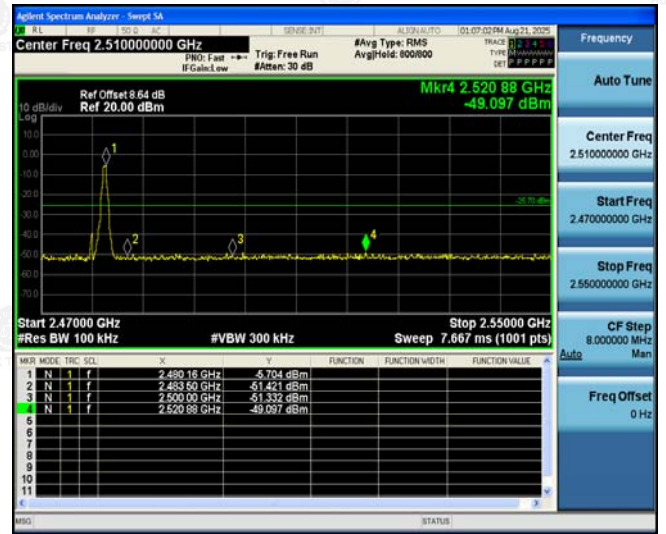 Agilent Spectrum Analyzer - Swept SA
RL RF 50 Ω AC SENSE:INT ALIGNAUTO 01:07:02 PM Aug 21, 2025
Center Freq 2.510000000 GHz
PNO: Fast
IFGain:Low
Trig: Free Run
#Atten: 30 dB
#Avg Type: RMS
Avg|Hold: 800/800
TRACE 1 2 3 4 5 6
TYPE
DET P P P P P P
Mkr4 2.520 88 GHz
-49.097 dBm
Ref Offset 8.64 dB
10 dB/div Ref 20.00 dBm
Log
10.0
0.00
-10.0
-20.0
-30.0
-40.0
-50.0
-60.0
-70.0
1
2
3
4
-25.70 dBm
Start 2.47000 GHz Stop 2.55000 GHz
#Res BW 100 kHz #VBW 300 kHz Sweep 7.667 ms (1001 pts)
MKR MODE TRC SCL X Y FUNCTION FUNCTION WIDTH FUNCTION VALUE
1 N 1 f 2.480 16 GHz -5.704 dBm
2 N 1 f 2.483 50 GHz -51.421 dBm
3 N 1 f 2.500 00 GHz -51.332 dBm
4 N 1 f 2.520 88 GHz -49.097 dBm
5
6
7
8
9
10
11
MSG STATUS
Frequency
Auto Tune
Center Freq
2.510000000 GHz
Start Freq
2.470000000 GHz
Stop Freq
2.550000000 GHz
CF Step
8.000000 MHz
Auto Man
Freq Offset
0 Hz